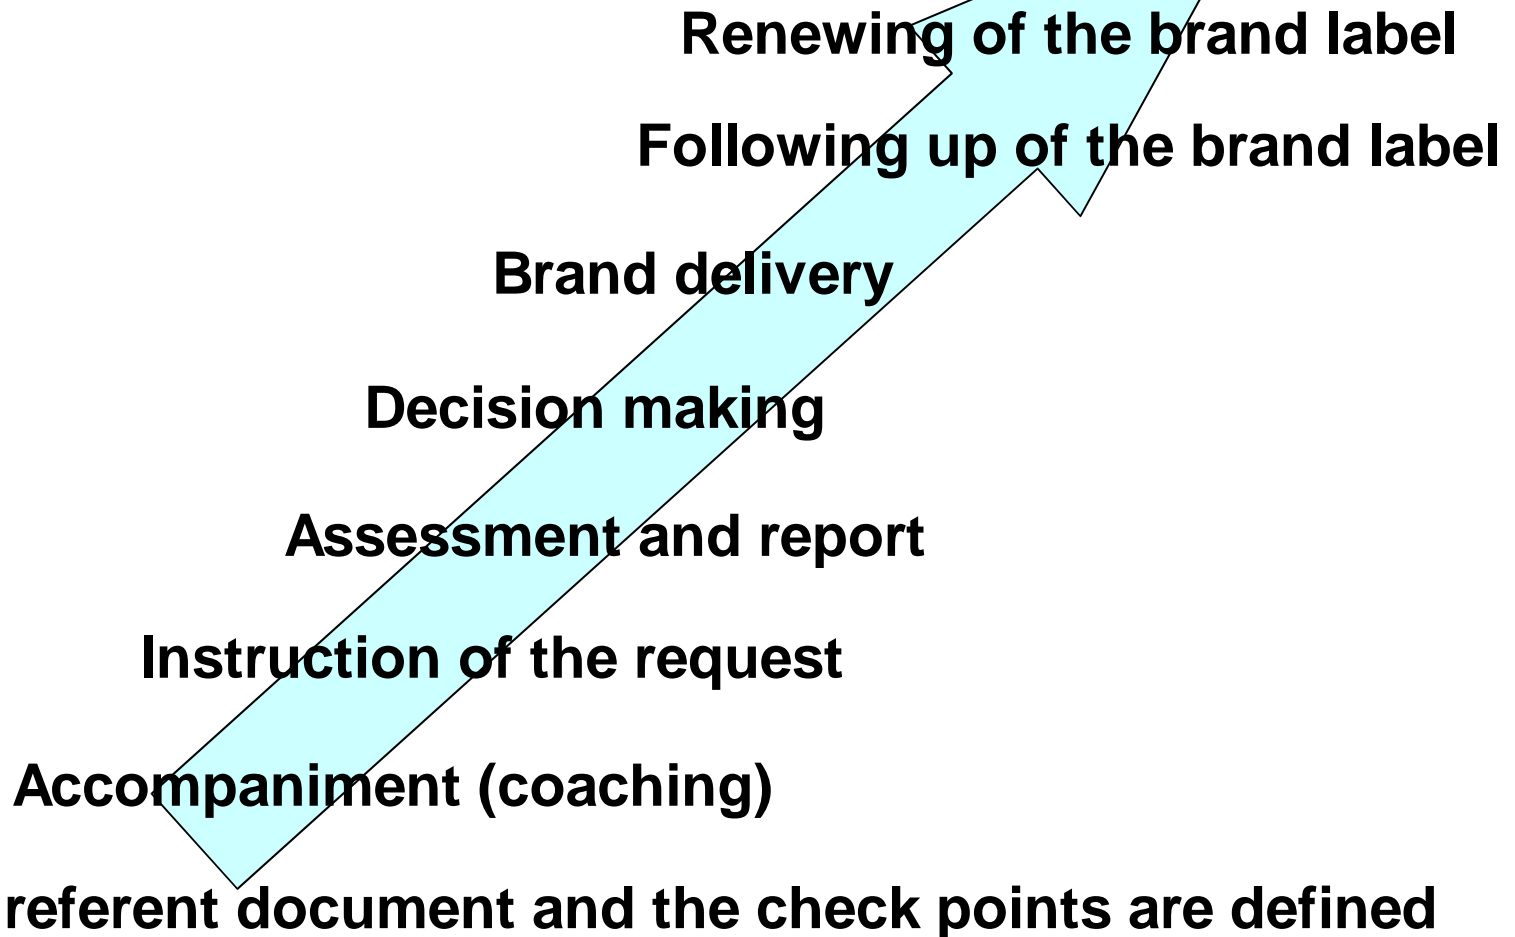 Renewing of the brand label
Following up of the brand label
Brand delivery
Decision making
Assessment and report
Instruction of the request
Accompaniment (coaching)
referent document and the check points are defined